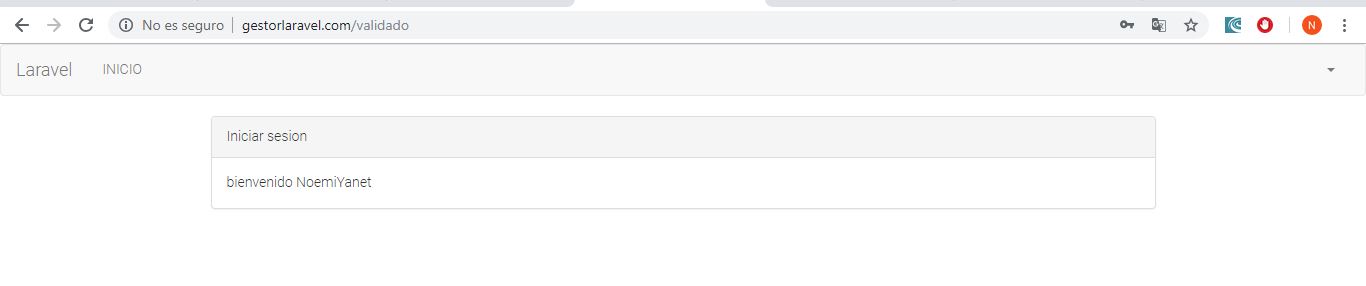 No es seguro | gestorlaravel.com/validado
N
Laravel INICIO
Iniciar sesion
bienvenido NoemiYanet